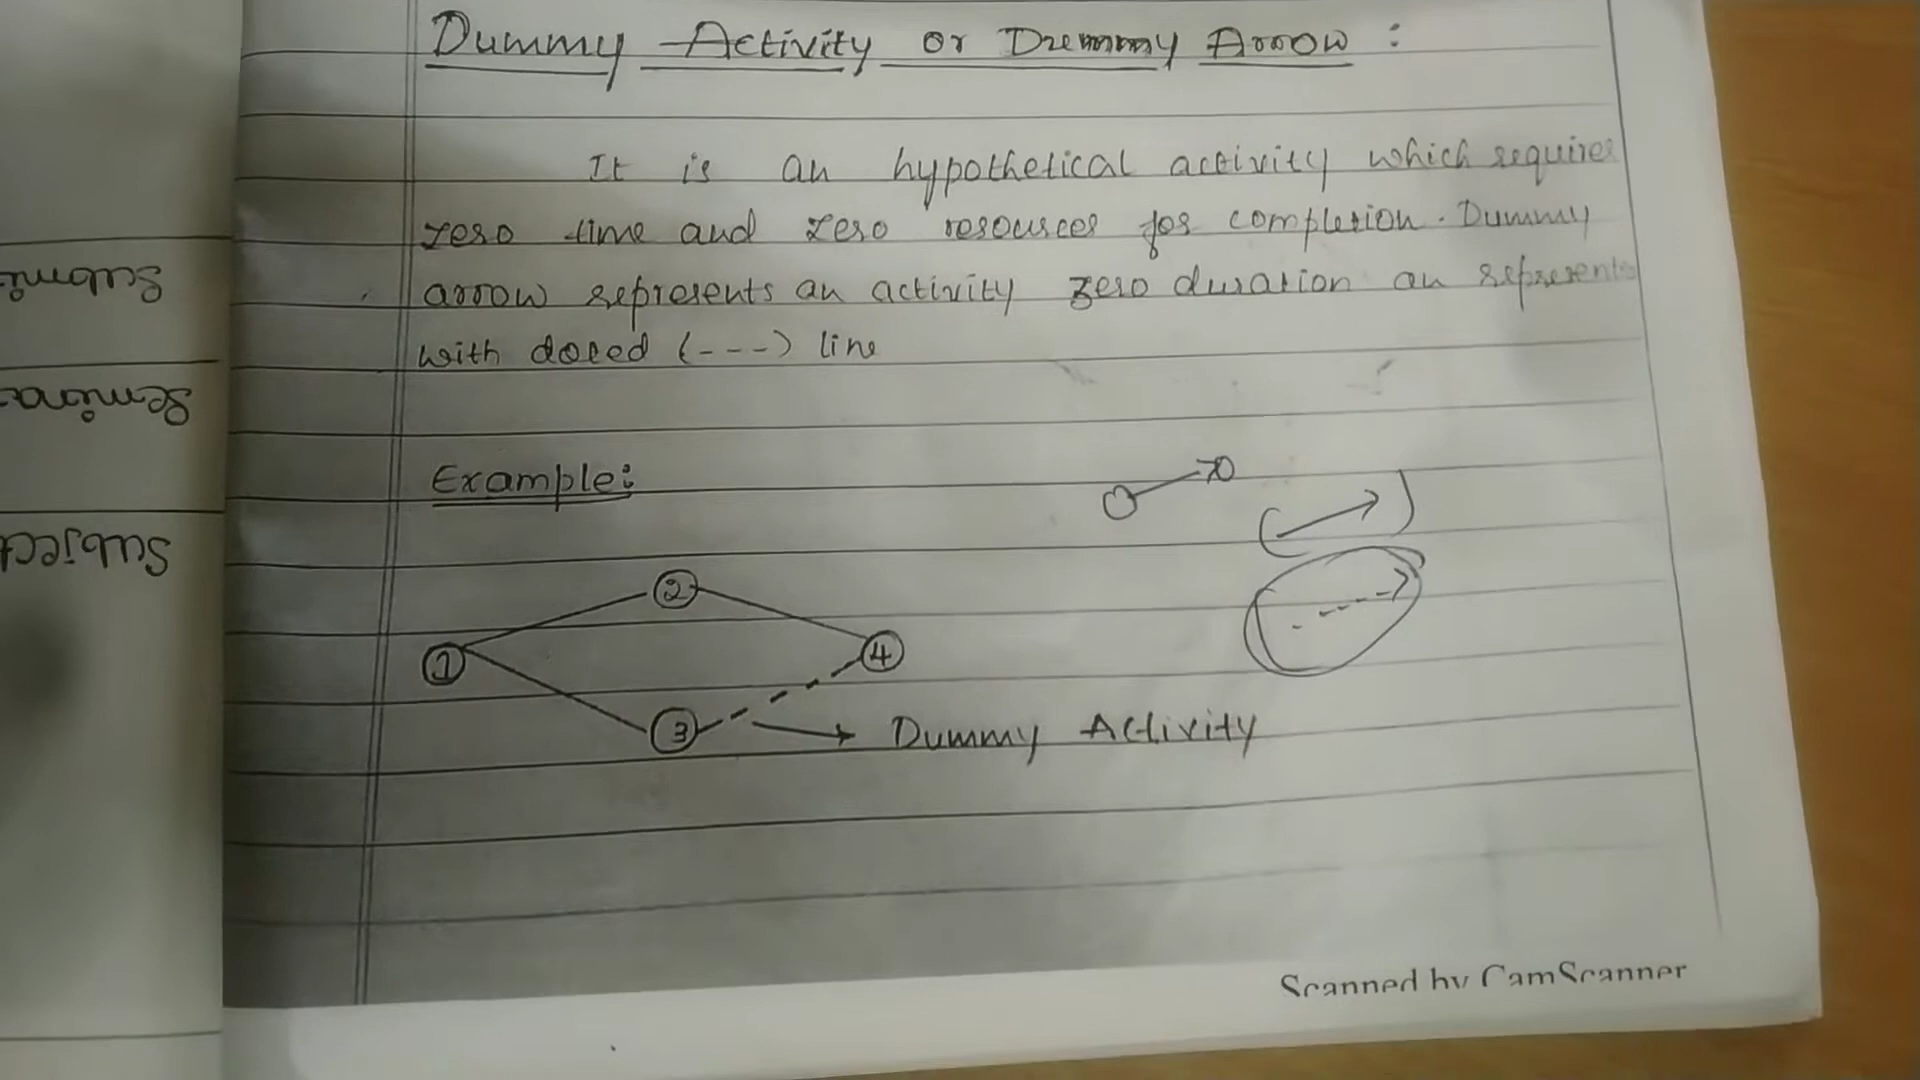 Dummy Activity or Dummy Arrow :
It is an hypothetical activity which requires
zero time and zero resources for completion. Dummy
arrow represents an activity zero duration an represents
with doted (---) line
Example:
1
2
3
4
Dummy Activity
Submi
Semina
Subject
Scanned by CamScanner